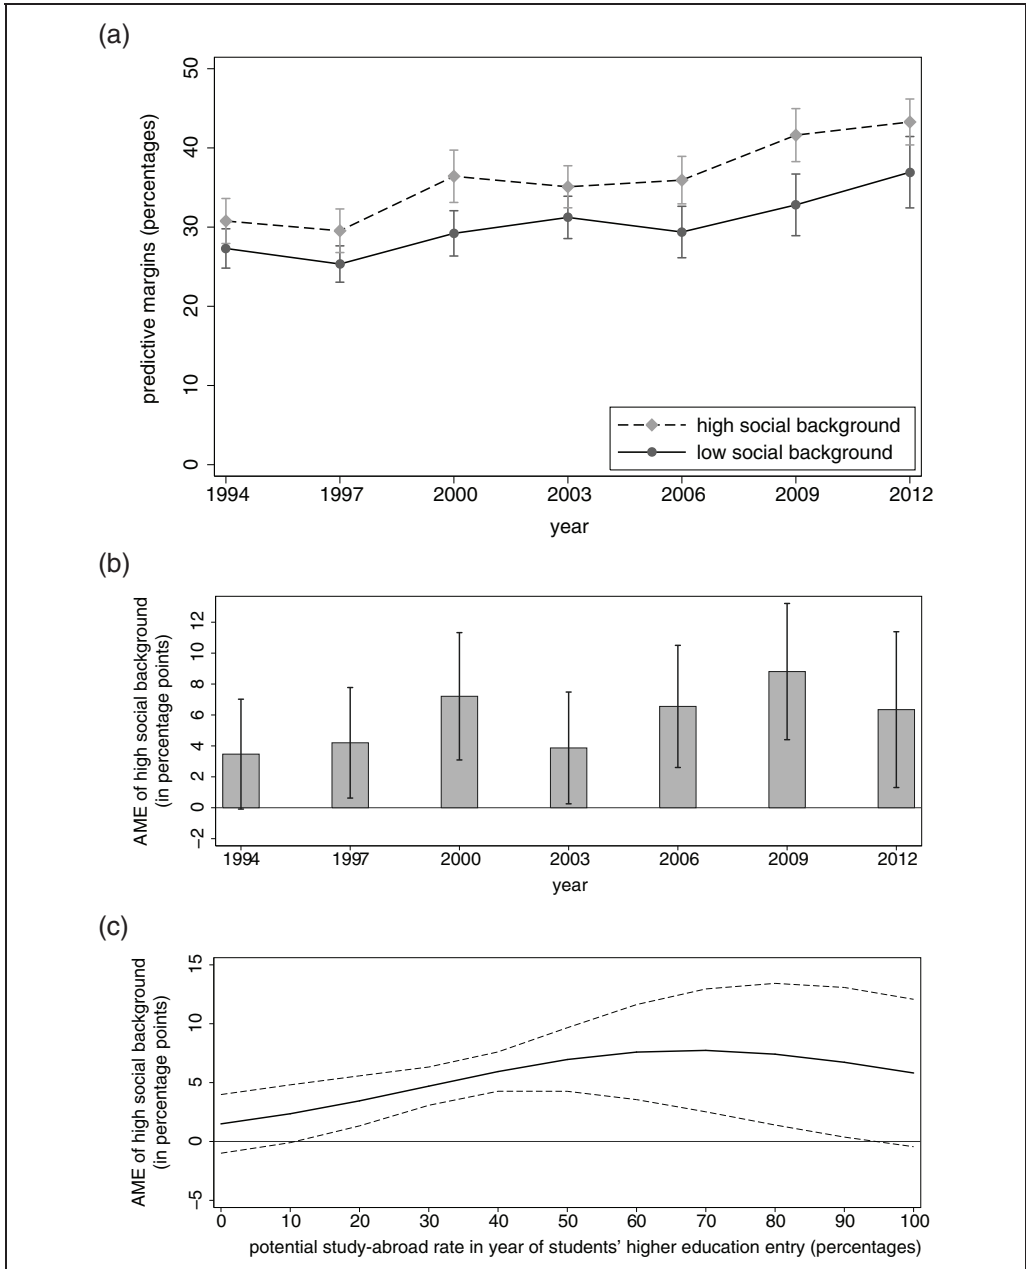 (a)
predictive margins (percentages)
50
40
30
20
10
0
high social background
low social background
1994 1997 2000 2003 2006 2009 2012
year
(b)
AME of high social background
(in percentage points)
12
10
8
6
4
2
0
−2
1994 1997 2000 2003 2006 2009 2012
year
(c)
AME of high social background
(in percentage points)
15
10
5
0
−5
0 10 20 30 40 50 60 70 80 90 100
potential study-abroad rate in year of students' higher education entry (percentages)